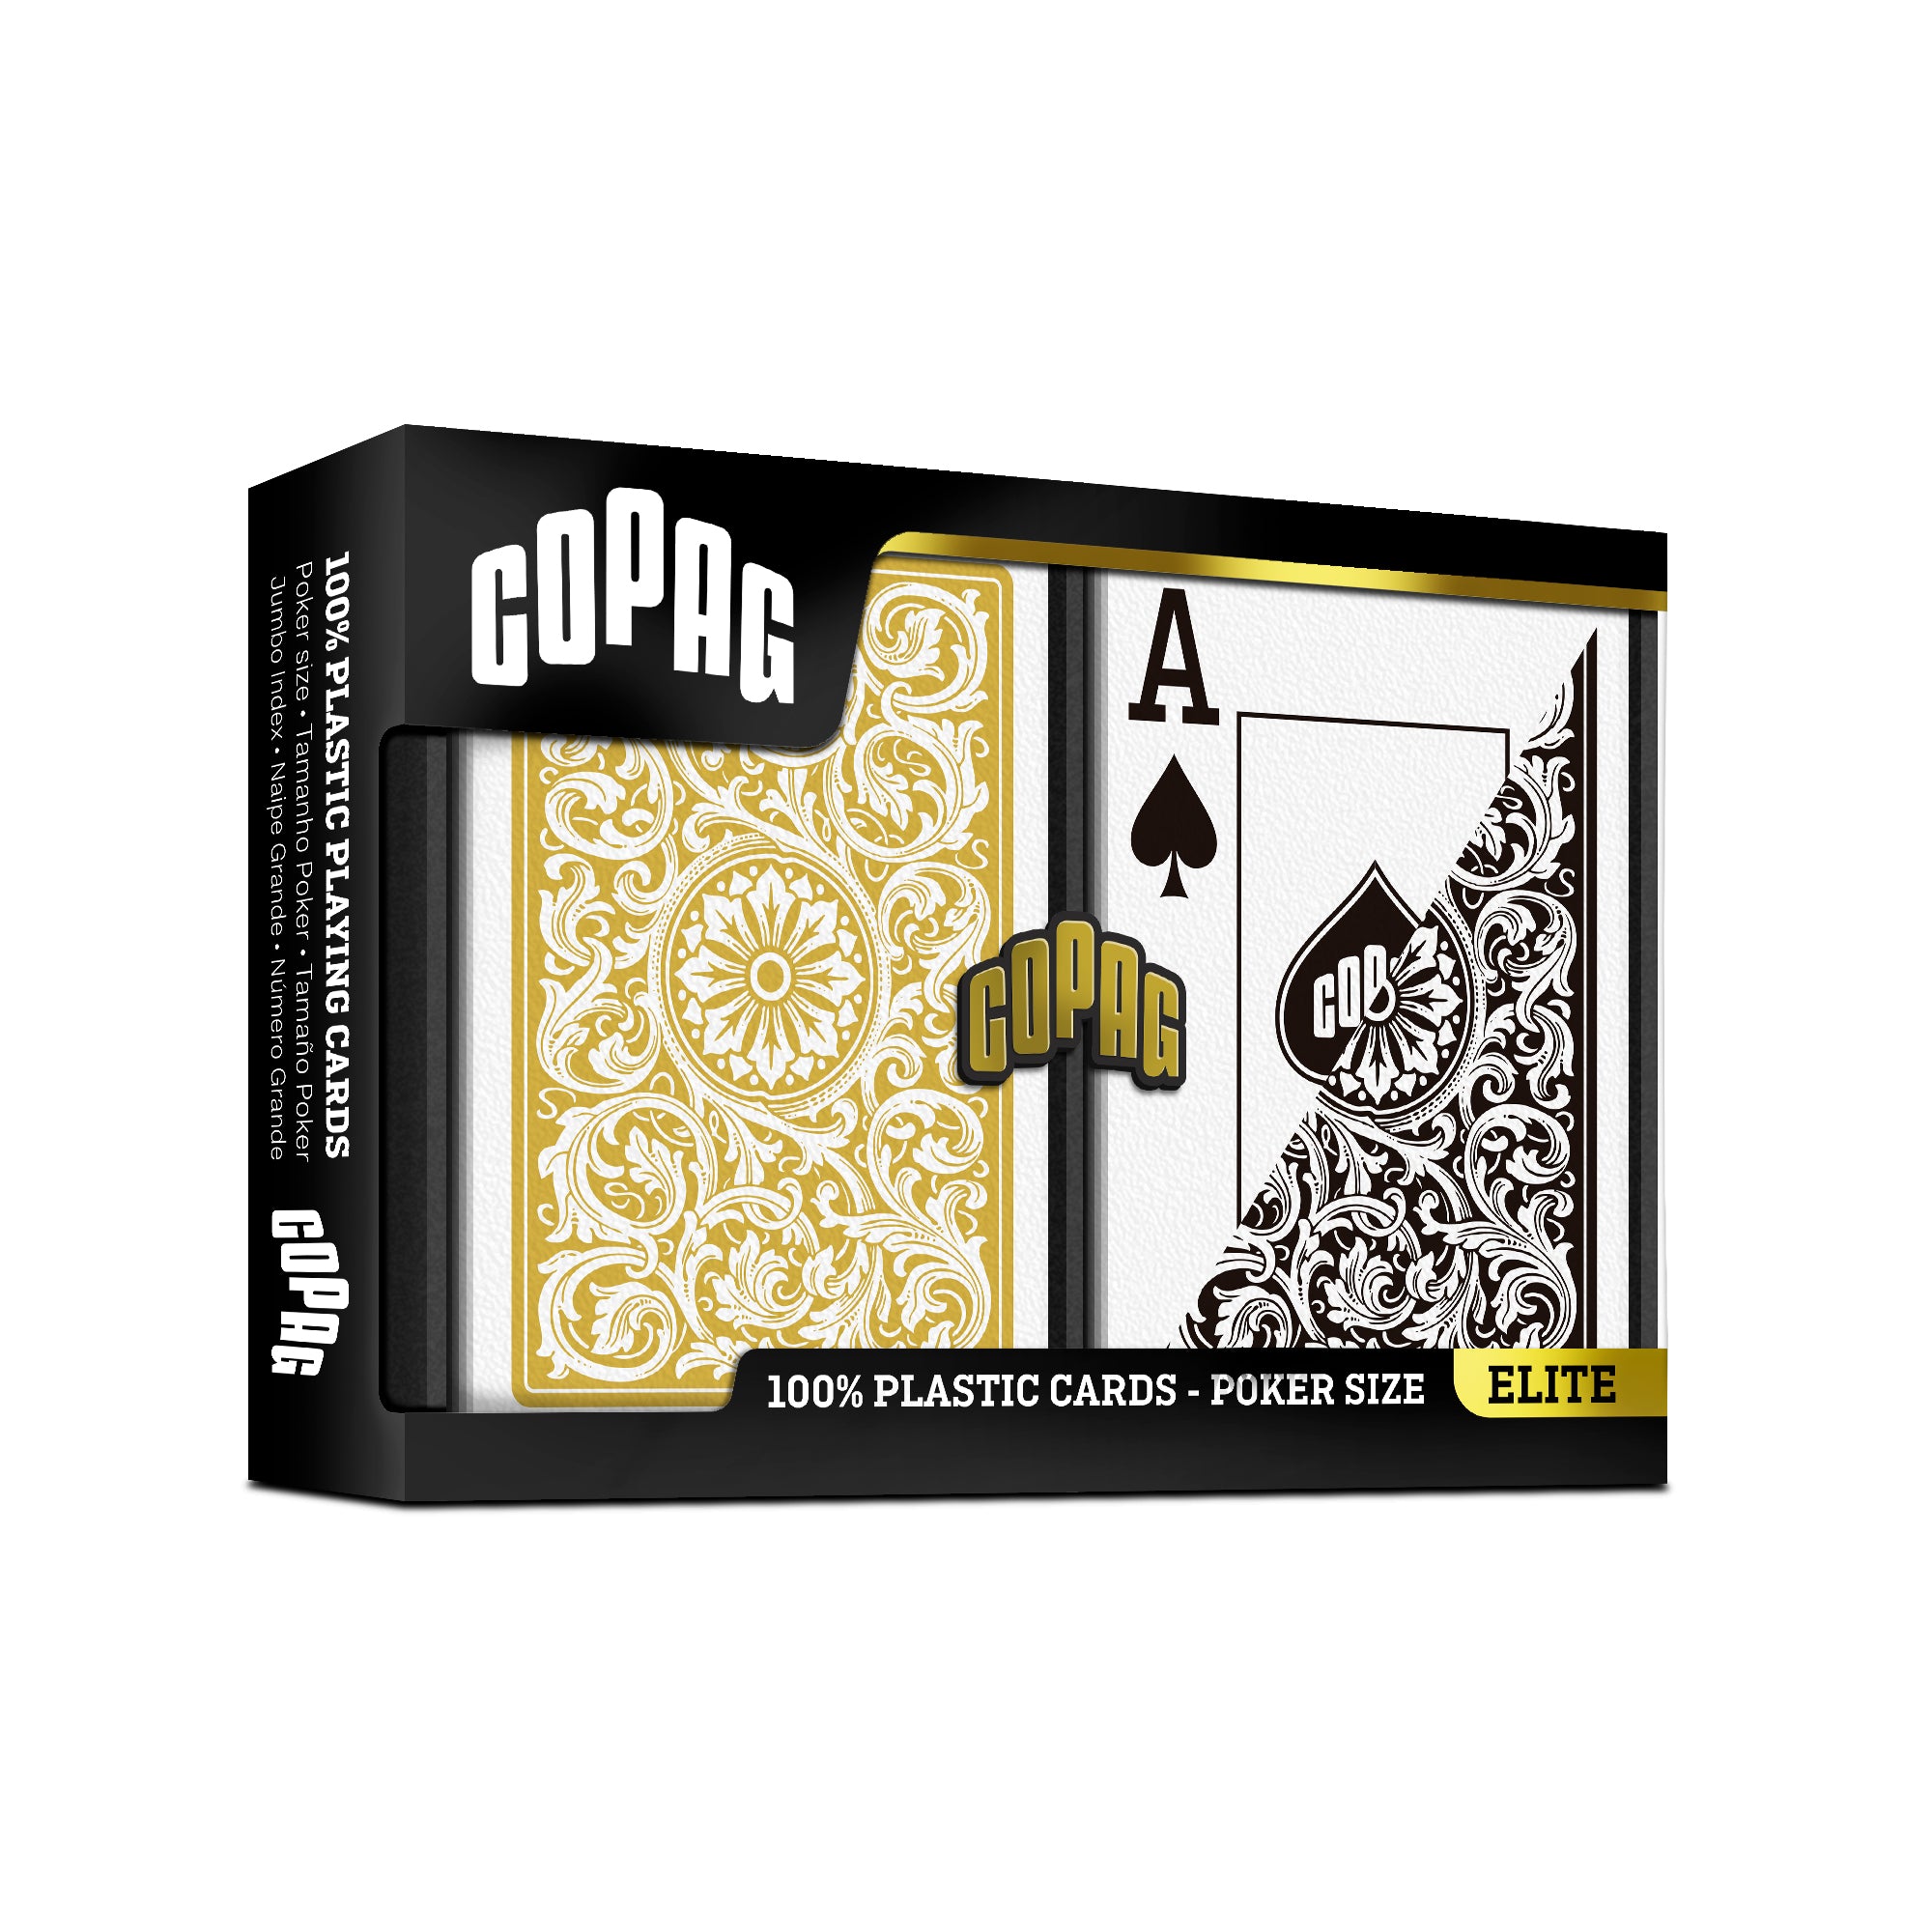 COPAG
100% PLASTIC PLAYING CARDS
Poker size • Tamanho Poker • Tamaño Poker
Jumbo Index • Naipe Grande • Número Grande
COPAG
A
COPAG
100% PLASTIC CARDS - POKER SIZE
ELITE